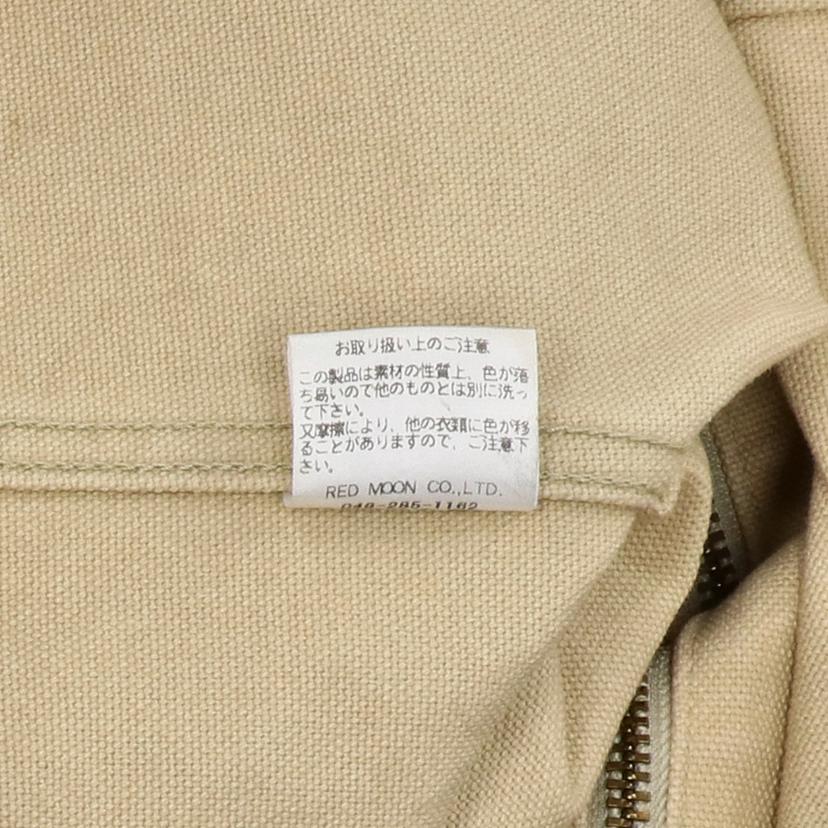 お取り扱い上のご注意
この製品は素材の性質上、色が落
ち易いので他のものとは別に洗っ
て下さい。
又摩擦により、他の衣類に色が移
ることがありますので、ご注意下
さい。
RED MOON CO.,LTD.
048-285-1162